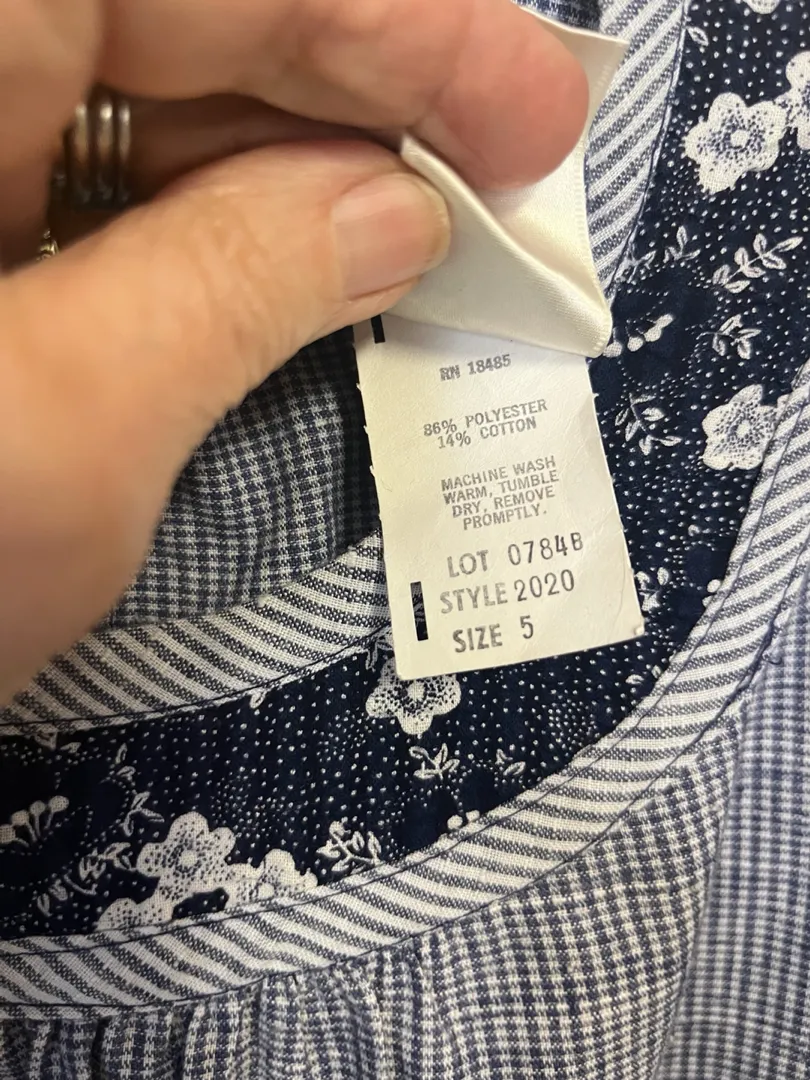 RN 18485
86% POLYESTER
14% COTTON
MACHINE WASH
WARM, TUMBLE
DRY, REMOVE
PROMPTLY.
LOT 0784B
STYLE 2020
SIZE 5